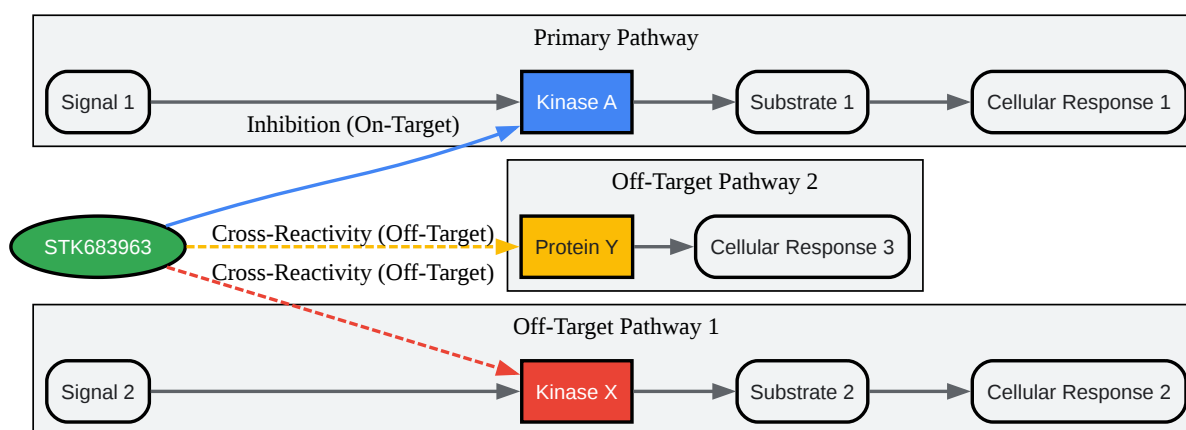 Primary Pathway
Signal 1
Kinase A
Substrate 1
Cellular Response 1
Inhibition (On-Target)
Off-Target Pathway 2
STK683963
Cross-Reactivity (Off-Target)
Protein Y
Cellular Response 3
Cross-Reactivity (Off-Target)
Off-Target Pathway 1
Signal 2
Kinase X
Substrate 2
Cellular Response 2